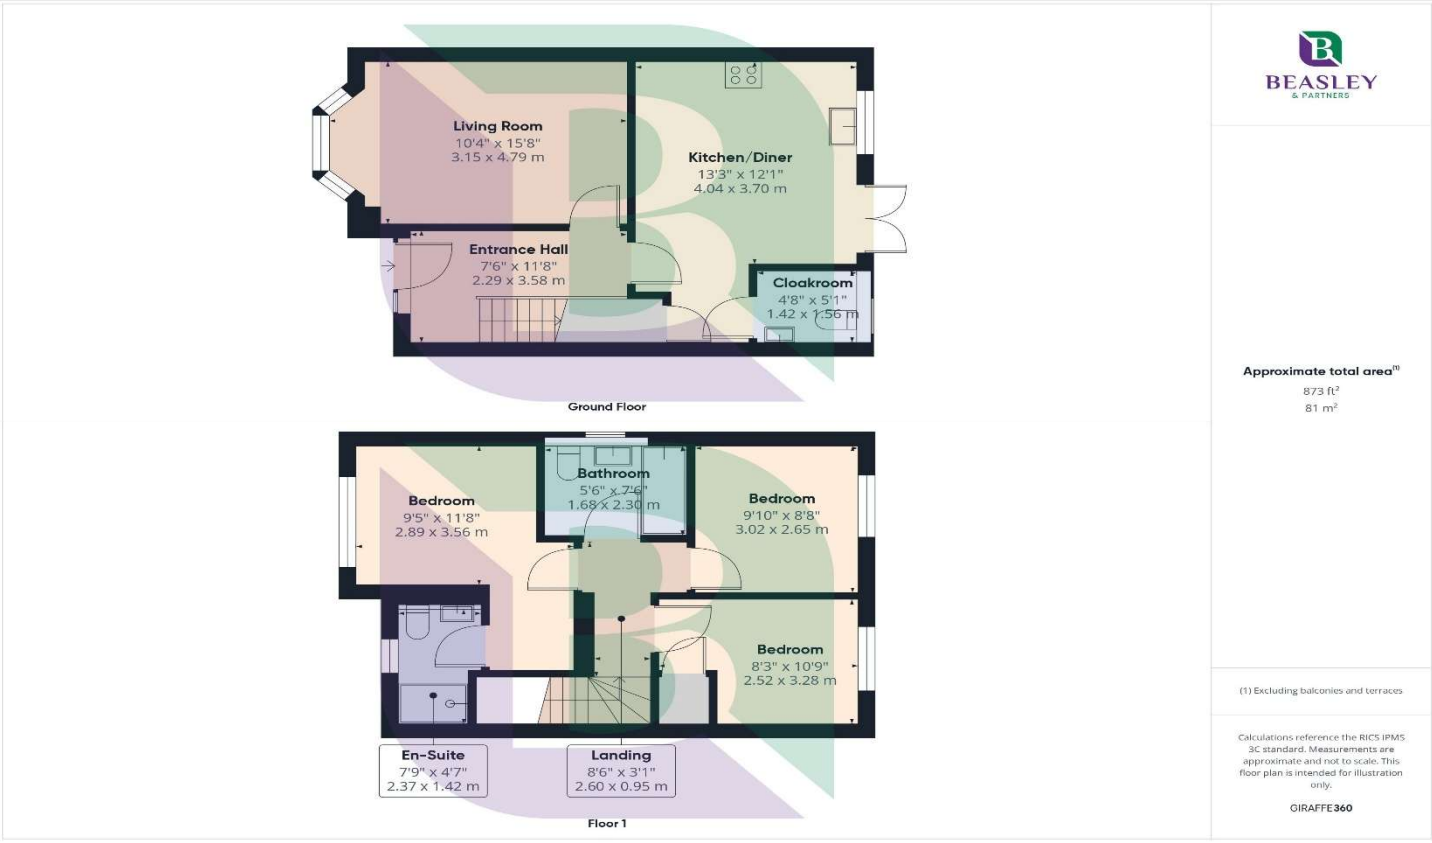 Living Room
10'4" x 15'8"
3.15 x 4.79 m
Kitchen/Diner
13'3" x 12'1"
4.04 x 3.70 m
Entrance Hall
7'6" x 11'8"
2.29 x 3.58 m
Cloakroom
4'8" x 5'1"
1.42 x 1.56 m
Ground Floor
Bedroom
9'5" x 11'8"
2.89 x 3.56 m
Bathroom
5'6" x 7'6"
1.68 x 2.30 m
Bedroom
9'10" x 8'8"
3.02 x 2.65 m
Bedroom
8'3" x 10'9"
2.52 x 3.28 m
En-Suite
7'9" x 4'7"
2.37 x 1.42 m
Landing
8'6" x 3'1"
2.60 x 0.95 m
Floor 1
B
BEASLEY
& PARTNERS
Approximate total area⁽¹⁾
873 ft²
81 m²
(1) Excluding balconies and terraces
Calculations reference the RICS IPMS
3C standard. Measurements are
approximate and not to scale. This
floor plan is intended for illustration
only.
GIRAFFE360